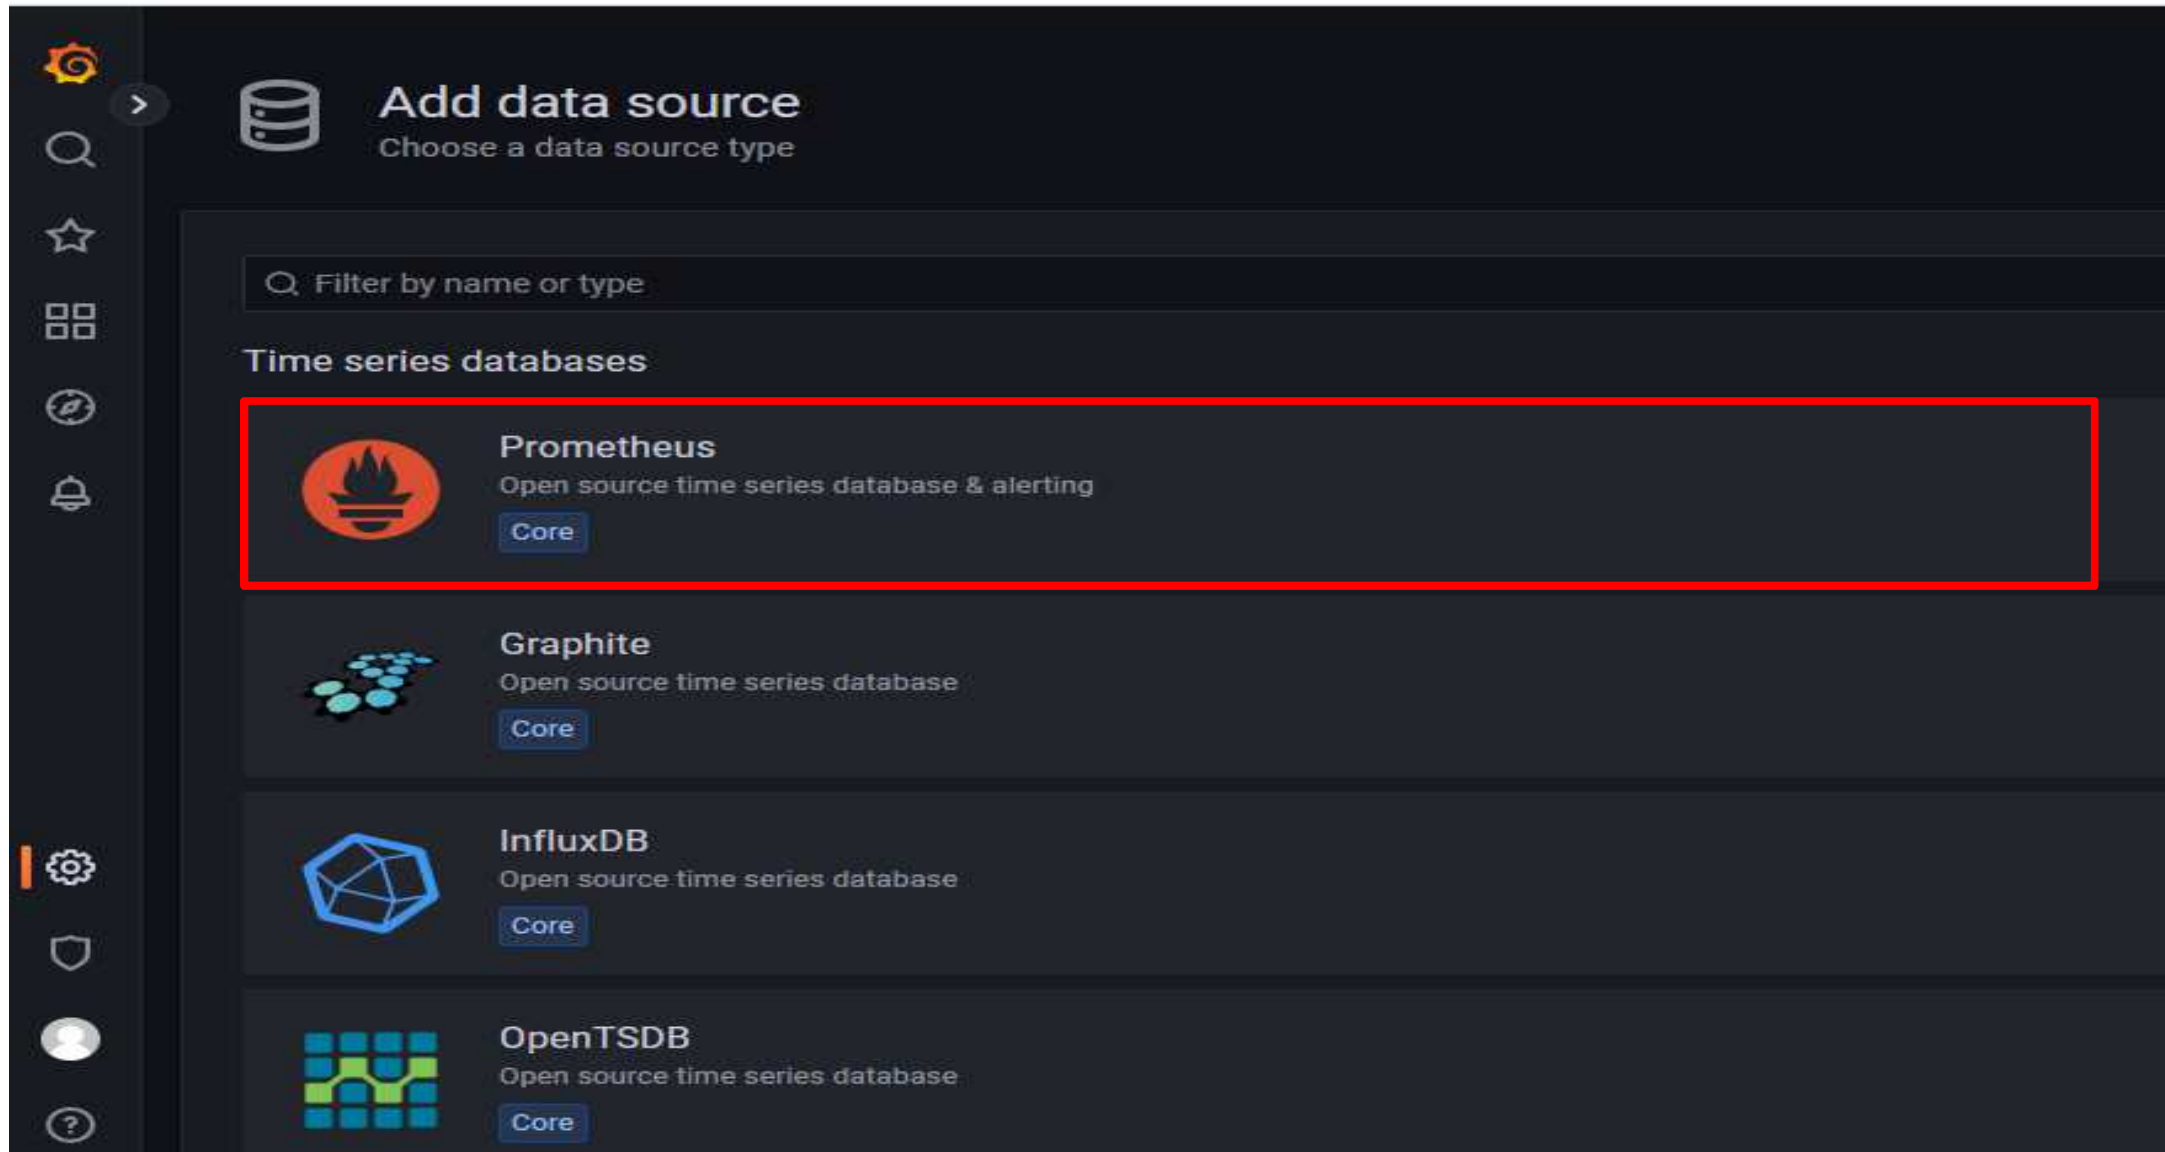 Add data source
Choose a data source type
Filter by name or type
Time series databases
Prometheus
Open source time series database & alerting
Core
Graphite
Open source time series database
Core
InfluxDB
Open source time series database
Core
OpenTSDB
Open source time series database
Core